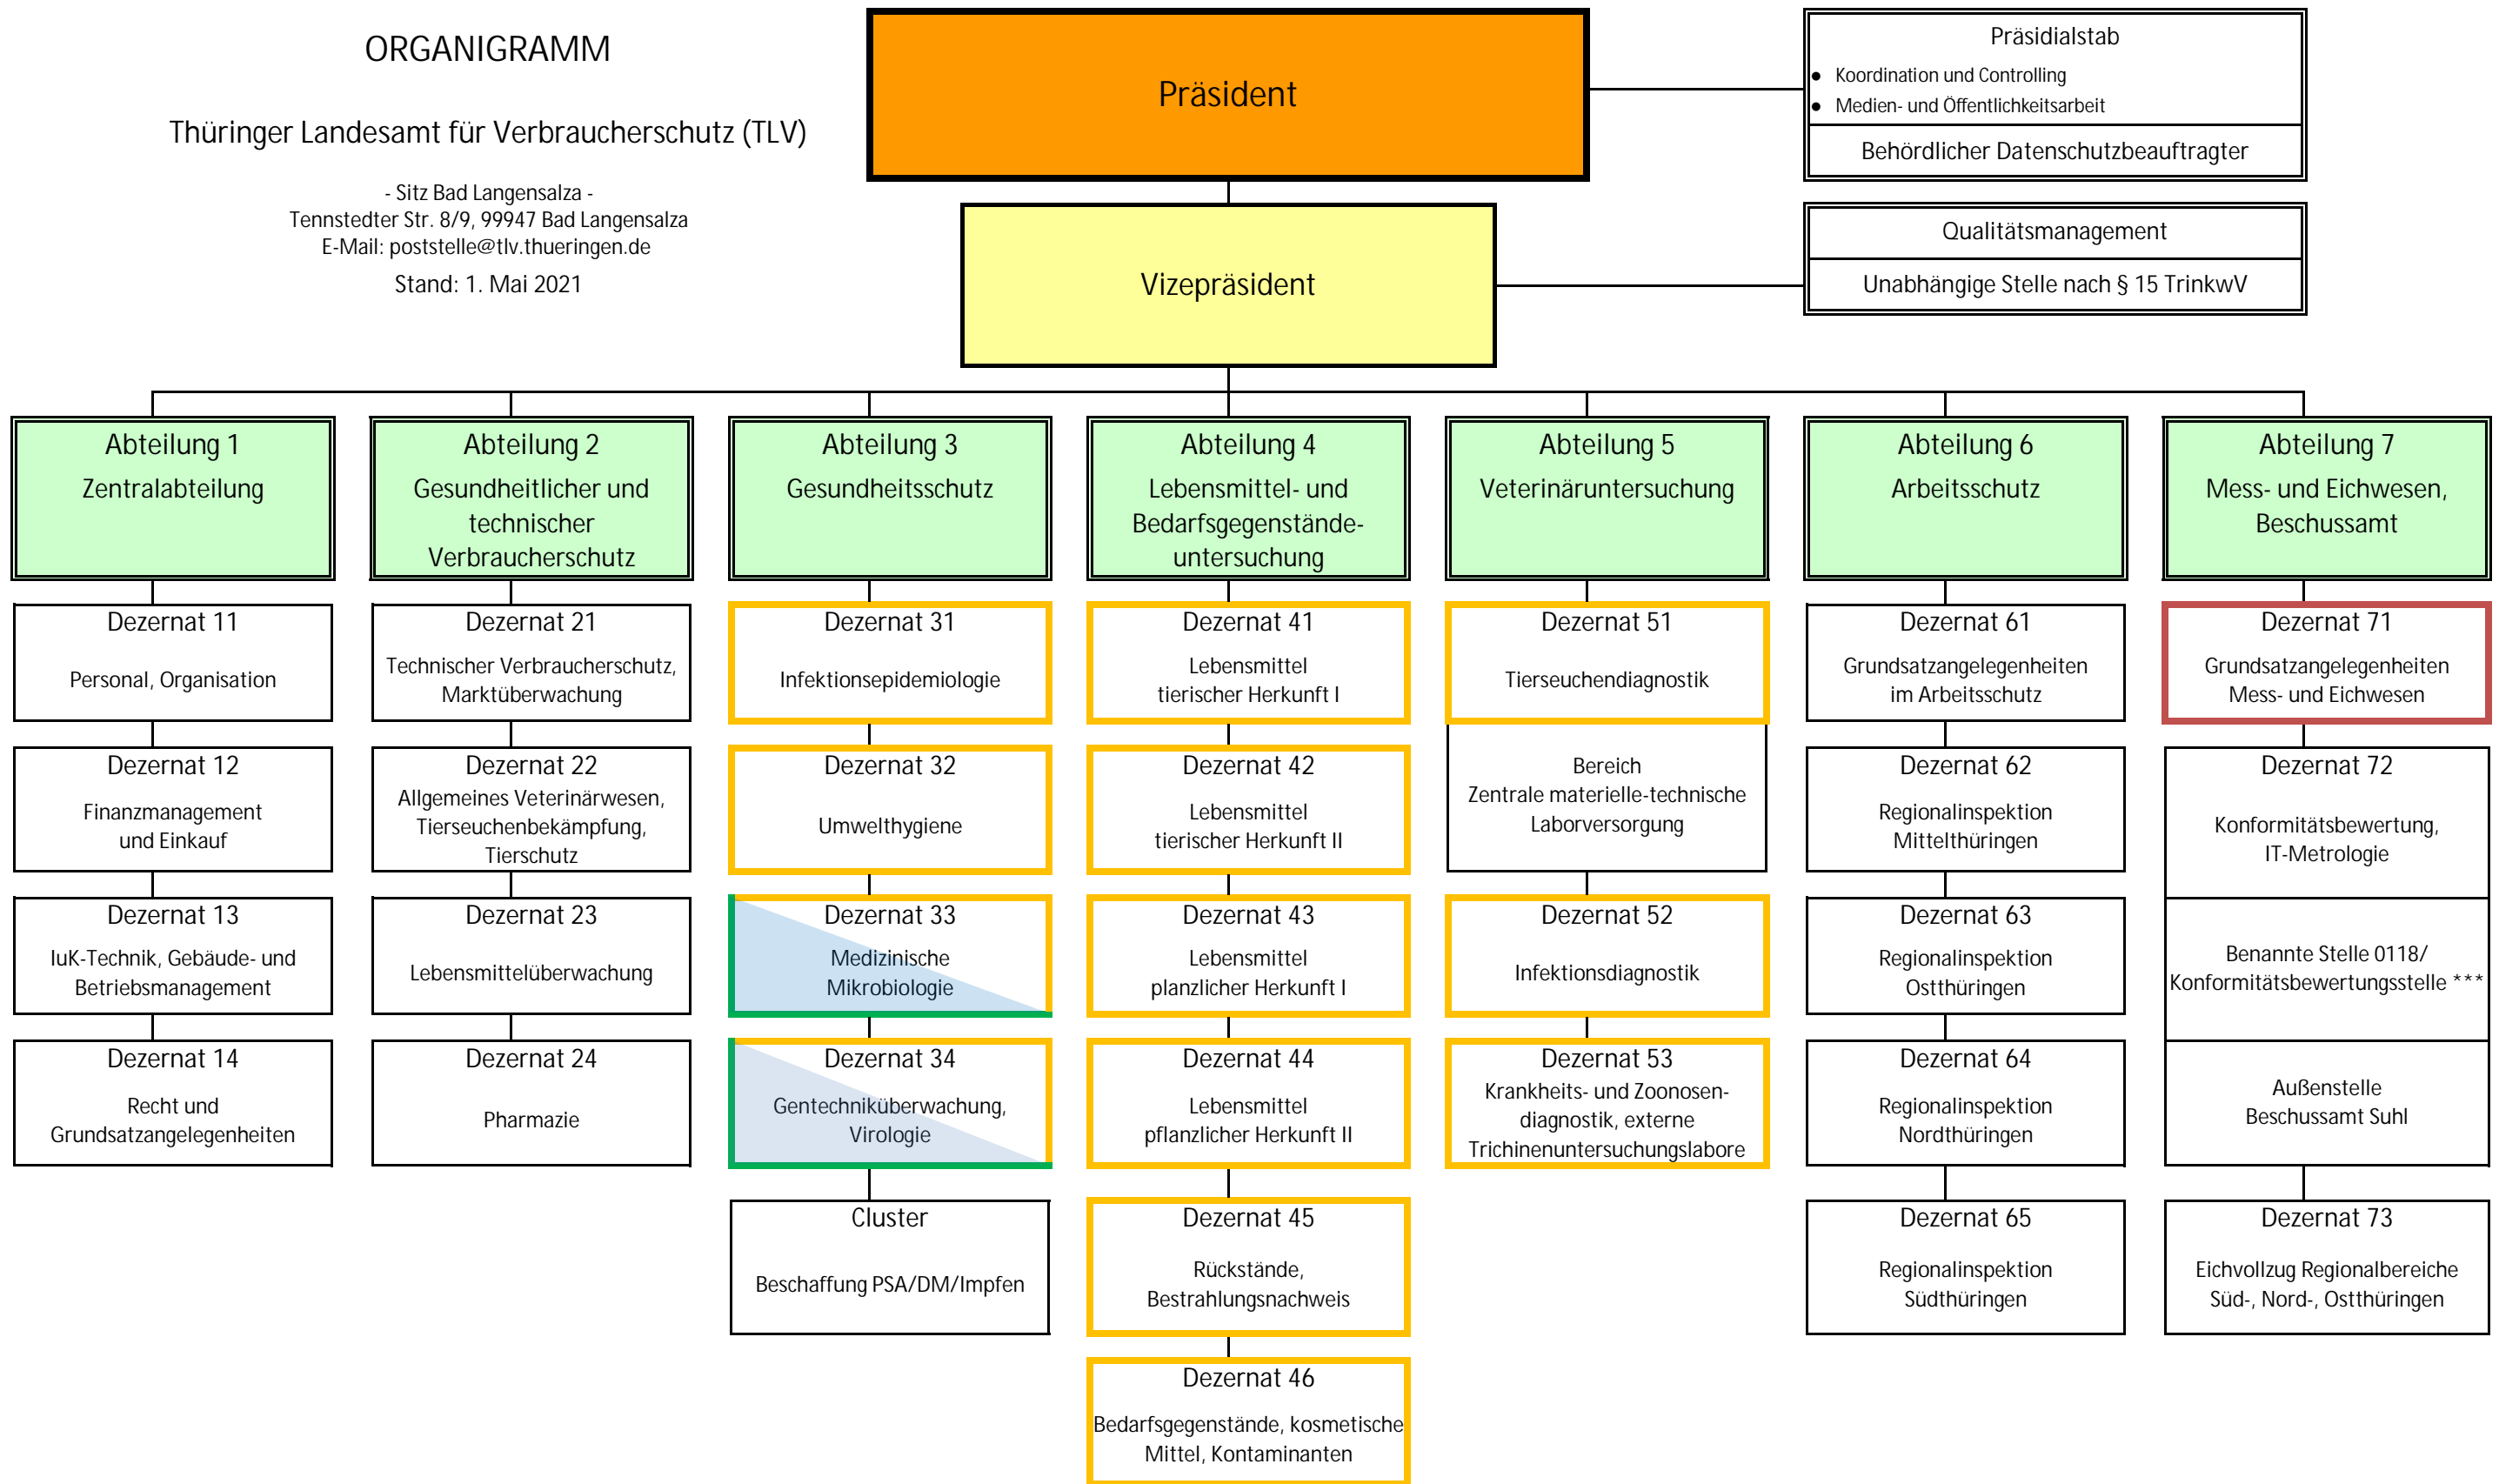 ORGANIGRAMM
Thüringer Landesamt für Verbraucherschutz (TLV)
- Sitz Bad Langensalza -
Tennstedter Str. 8/9, 99947 Bad Langensalza
E-Mail: poststelle@tlv.thueringen.de
Stand: 1. Mai 2021
Präsident
Präsidialstab
● Koordination und Controlling
● Medien- und Öffentlichkeitsarbeit
Behördlicher Datenschutzbeauftragter
Vizepräsident
Qualitätsmanagement
Unabhängige Stelle nach § 15 TrinkwV
Abteilung 1
Zentralabteilung
Dezernat 11
Personal, Organisation
Dezernat 12
Finanzmanagement
und Einkauf
Dezernat 13
IuK-Technik, Gebäude- und
Betriebsmanagement
Dezernat 14
Recht und
Grundsatzangelegenheiten
Abteilung 2
Gesundheitlicher und
technischer
Verbraucherschutz
Dezernat 21
Technischer Verbraucherschutz,
Marktüberwachung
Dezernat 22
Allgemeines Veterinärwesen,
Tierseuchenbekämpfung,
Tierschutz
Dezernat 23
Lebensmittelüberwachung
Dezernat 24
Pharmazie
Abteilung 3
Gesundheitsschutz
Dezernat 31
Infektionsepidemiologie
Dezernat 32
Umwelthygiene
Dezernat 33
Medizinische
Mikrobiologie
Dezernat 34
Gentechniküberwachung,
Virologie
Cluster
Beschaffung PSA/DM/Impfen
Abteilung 4
Lebensmittel- und
Bedarfsgegenstände-
untersuchung
Dezernat 41
Lebensmittel
tierischer Herkunft I
Dezernat 42
Lebensmittel
tierischer Herkunft II
Dezernat 43
Lebensmittel
planzlicher Herkunft I
Dezernat 44
Lebensmittel
pflanzlicher Herkunft II
Dezernat 45
Rückstände,
Bestrahlungsnachweis
Dezernat 46
Bedarfsgegenstände, kosmetische
Mittel, Kontaminanten
Abteilung 5
Veterinäruntersuchung
Dezernat 51
Tierseuchendiagnostik
Bereich
Zentrale materielle-technische
Laborversorgung
Dezernat 52
Infektionsdiagnostik
Dezernat 53
Krankheits- und Zoonosen-
diagnostik, externe
Trichinenuntersuchungslabore
Abteilung 6
Arbeitsschutz
Dezernat 61
Grundsatzangelegenheiten
im Arbeitsschutz
Dezernat 62
Regionalinspektion
Mittelthüringen
Dezernat 63
Regionalinspektion
Ostthüringen
Dezernat 64
Regionalinspektion
Nordthüringen
Dezernat 65
Regionalinspektion
Südthüringen
Abteilung 7
Mess- und Eichwesen,
Beschussamt
Dezernat 71
Grundsatzangelegenheiten
Mess- und Eichwesen
Dezernat 72
Konformitätsbewertung,
IT-Metrologie
Benannte Stelle 0118/
Konformitätsbewertungsstelle ***
Außenstelle
Beschussamt Suhl
Dezernat 73
Eichvollzug Regionalbereiche
Süd-, Nord-, Ostthüringen